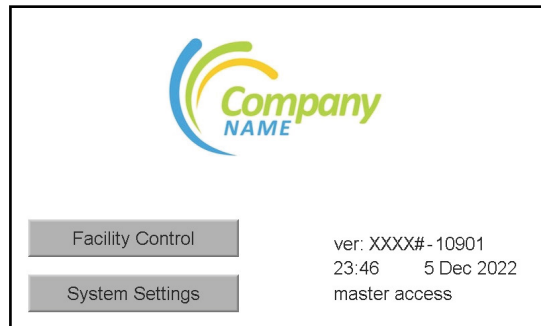 Company
NAME
Facility Control
System Settings
ver: XXXX#-10901
23:46 5 Dec 2022
master access